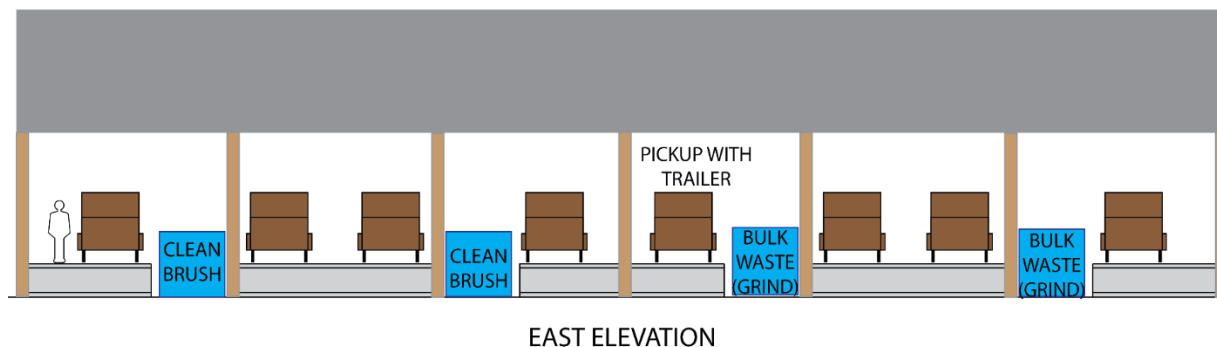 PICKUP WITH
TRAILER
CLEAN
BRUSH
CLEAN
BRUSH
BULK
WASTE
(GRIND)
BULK
WASTE
(GRIND)
EAST ELEVATION